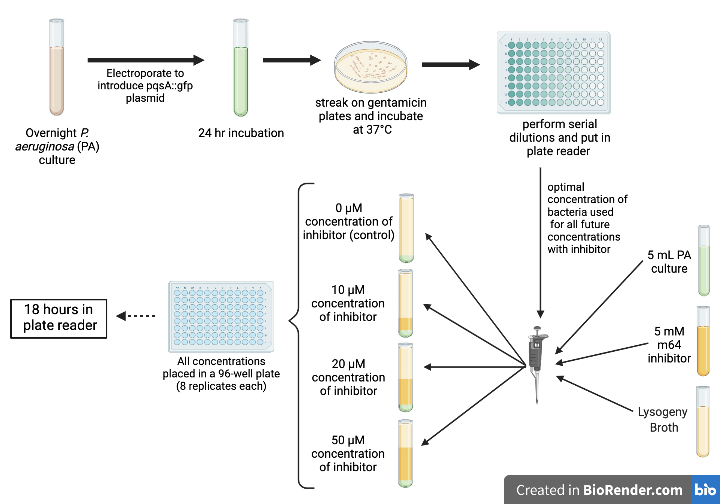 Electroporate to
introduce pqsA::gfp
plasmid
Overnight P.
aeruginosa (PA)
culture
24 hr incubation
streak on gentamicin
plates and incubate
at 37°C
perform serial
dilutions and put in
plate reader
optimal
concentration of
bacteria used
for all future
concentrations
with inhibitor
5 mL PA
culture
5 mM
m64
inhibitor
Lysogeny
Broth
0 µM
concentration of
inhibitor (control)
10 µM
concentration
of inhibitor
20 µM
concentration
of inhibitor
50 µM
concentration
of inhibitor
All concentrations
placed in a 96-well plate
(8 replicates each)
18 hours in
plate reader
Created in BioRender.com bio